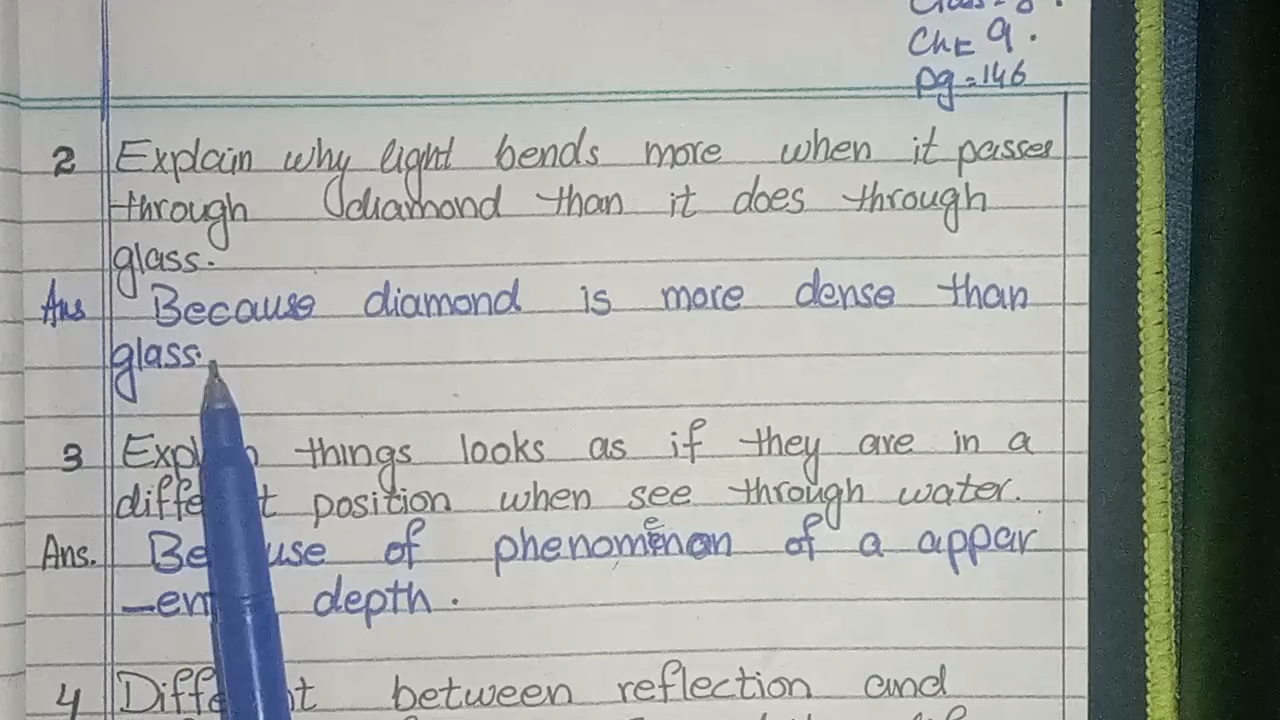 Class - 8.
Ch = 9.
pg = 146
2 Explain why light bends more when it passes
through diamond than it does through
glass.
Ans Because diamond is more dense than
glass.
3 things looks as if they are in a
position when see through water.
Ans. of phenomenon of a appar
depth.
4 between reflection and